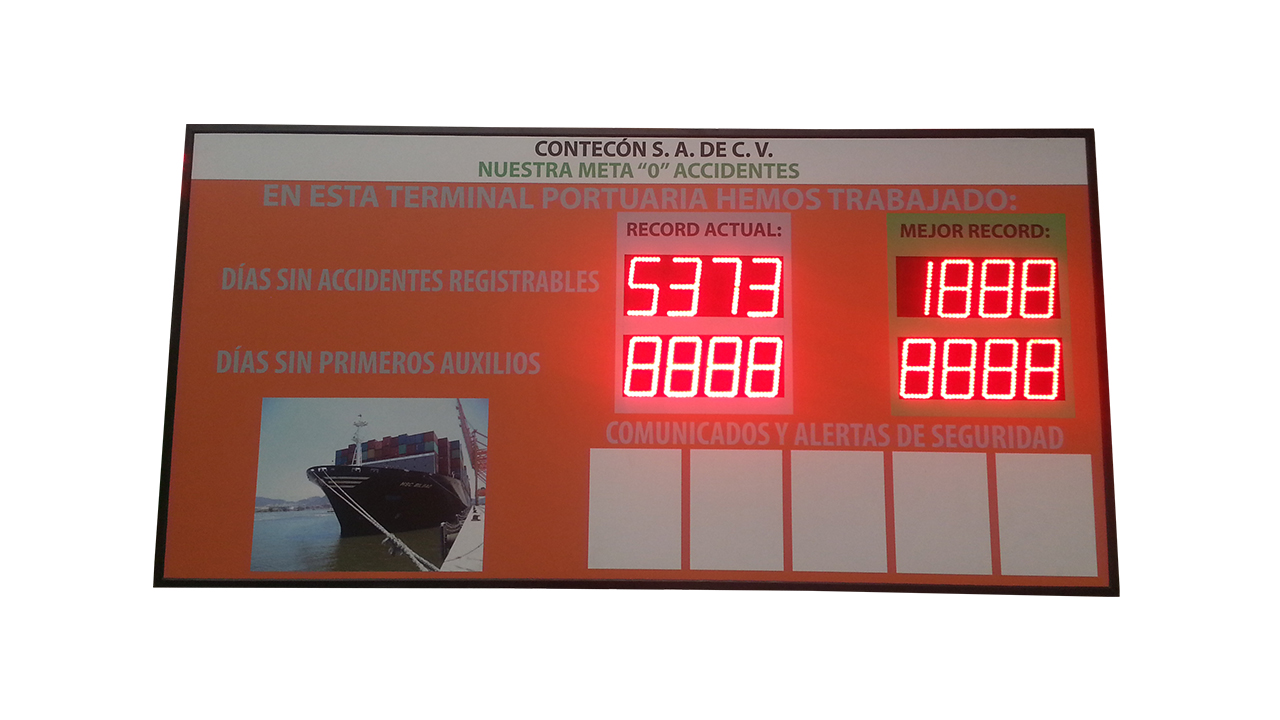 CONTECÓN S. A. DE C. V.
NUESTRA META “0” ACCIDENTES
EN ESTA TERMINAL PORTUARIA HEMOS TRABAJADO:
RECORD ACTUAL: MEJOR RECORD:
DÍAS SIN ACCIDENTES REGISTRABLES 5373 1888
DÍAS SIN PRIMEROS AUXILIOS 8888 8888
COMUNICADOS Y ALERTAS DE SEGURIDAD